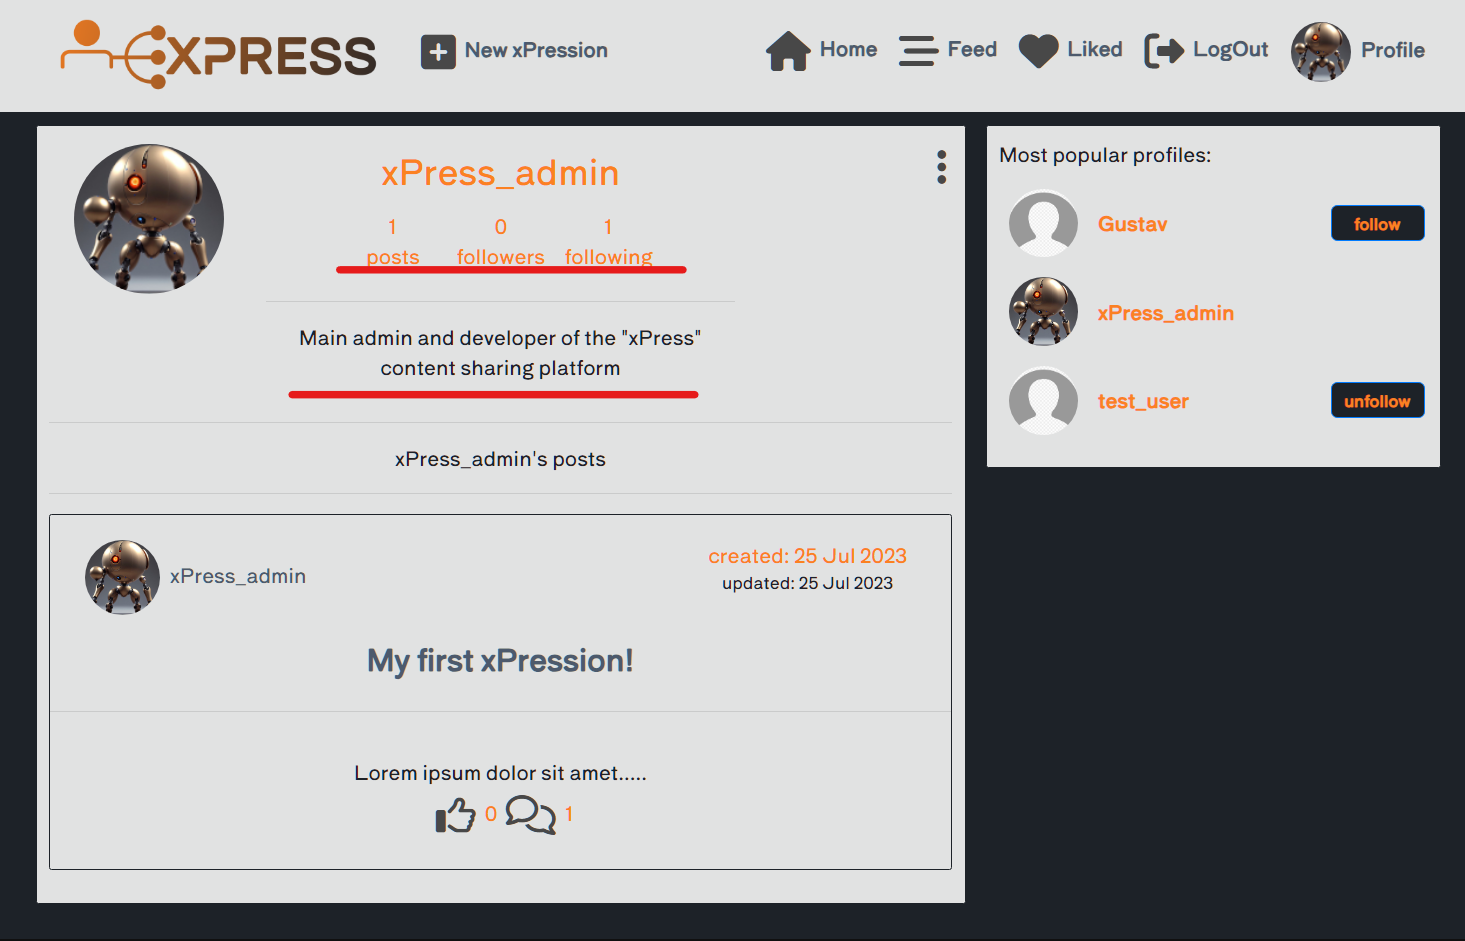 XPRESS
New xPression
Home
Feed
Liked
LogOut
Profile
xPress_admin
1 0 1
posts followers following
Main admin and developer of the "xPress"
content sharing platform
xPress_admin's posts
xPress_admin
created: 25 Jul 2023
updated: 25 Jul 2023
My first xPression!
Lorem ipsum dolor sit amet.....
0 1
Most popular profiles:
Gustav follow
xPress_admin
test_user unfollow